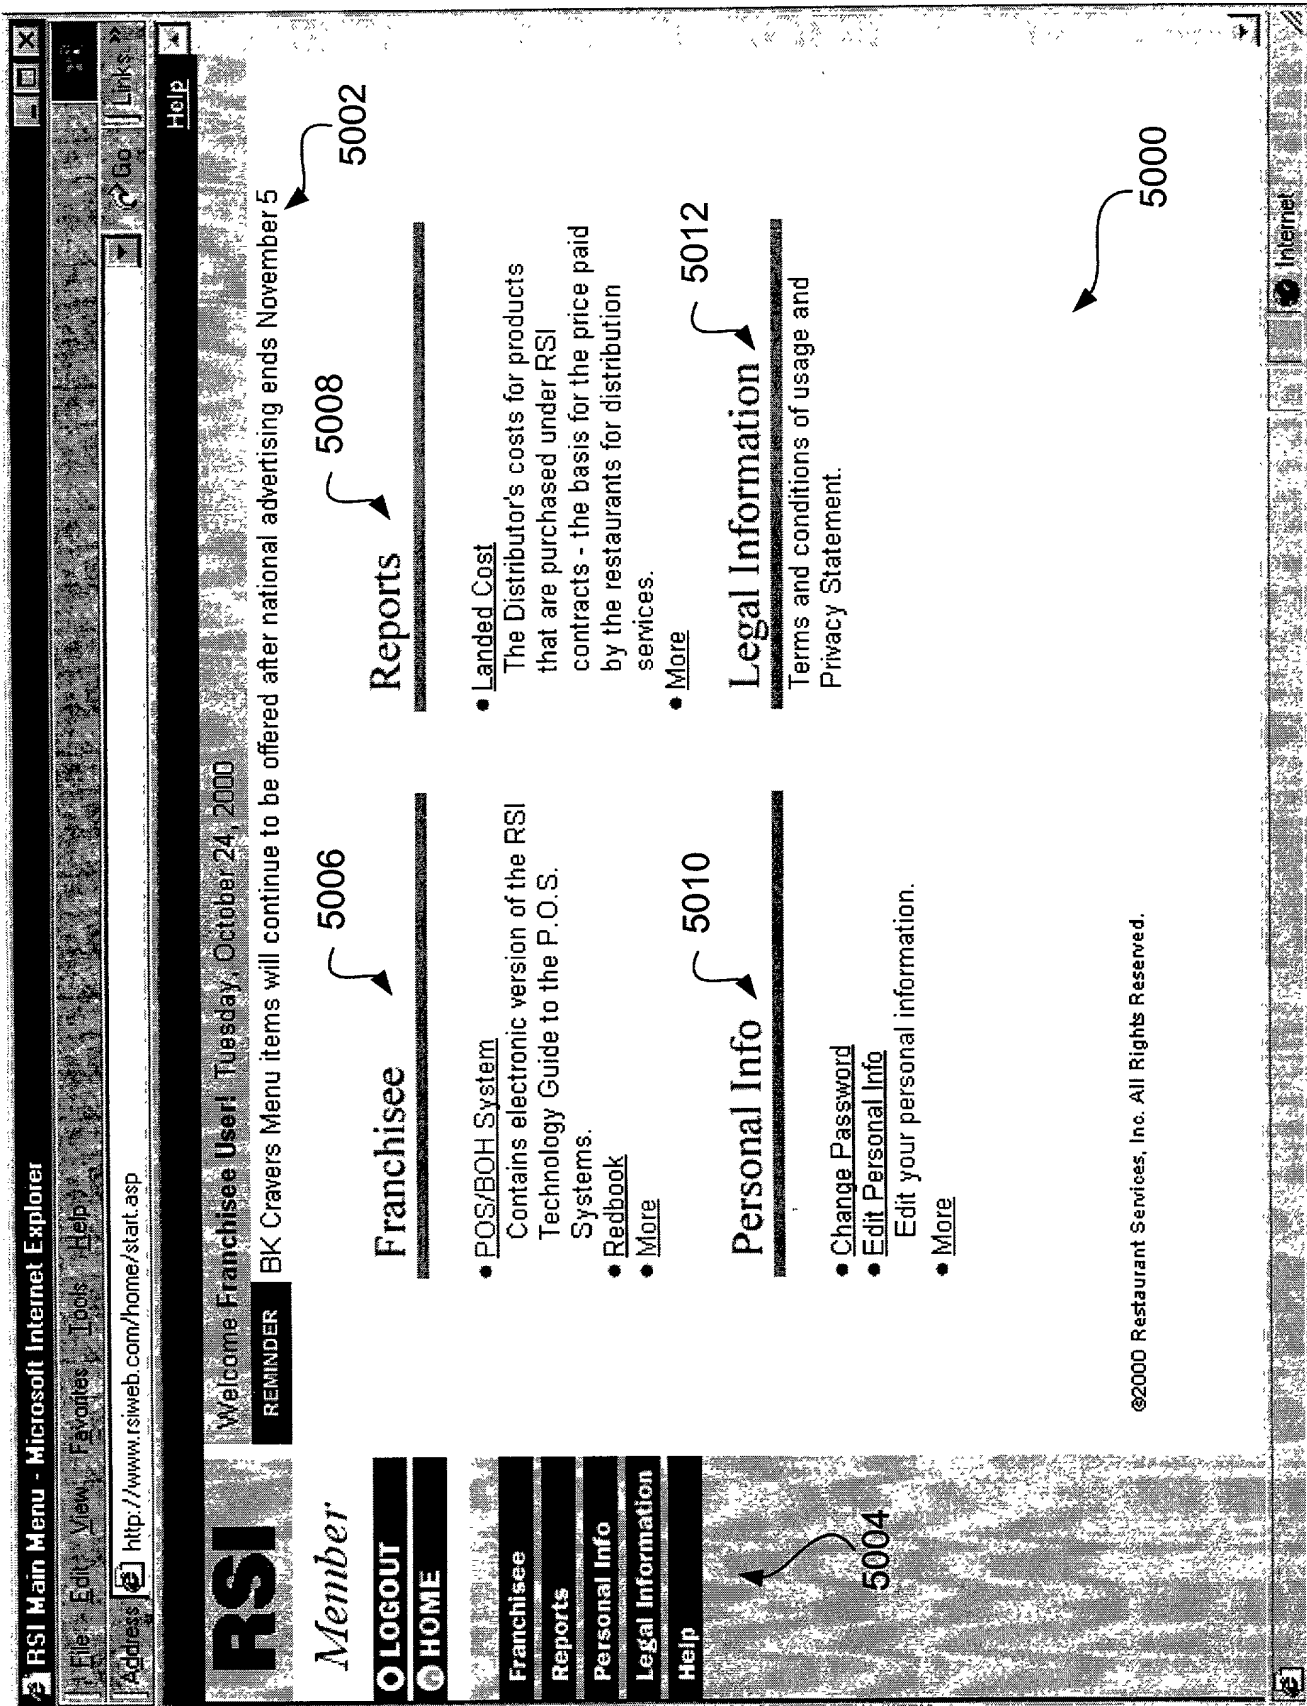 RSI Main Menu - Microsoft Internet Explorer
File Edit View Favorites Tools Help
Address http://www.rsiweb.com/home/start.asp Go Links »
Help
RSI
Welcome Franchisee User! Tuesday, October 24, 2000
REMINDER BK Cravers Menu items will continue to be offered after national advertising ends November 5
5002
Member
LOGOUT
HOME
Franchisee
Reports
Personal Info
Legal Information
Help
5004
Franchisee
5006
• POS/BOH System
Contains electronic version of the RSI
Technology Guide to the P.O.S.
Systems.
• Redbook
• More
Reports
5008
• Landed Cost
The Distributor's costs for products
that are purchased under RSI
contracts - the basis for the price paid
by the restaurants for distribution
services.
• More
Personal Info
5010
• Change Password
• Edit Personal Info
Edit your personal information.
• More
Legal Information
5012
Terms and conditions of usage and
Privacy Statement.
5000
©2000 Restaurant Services, Inc. All Rights Reserved.
Internet